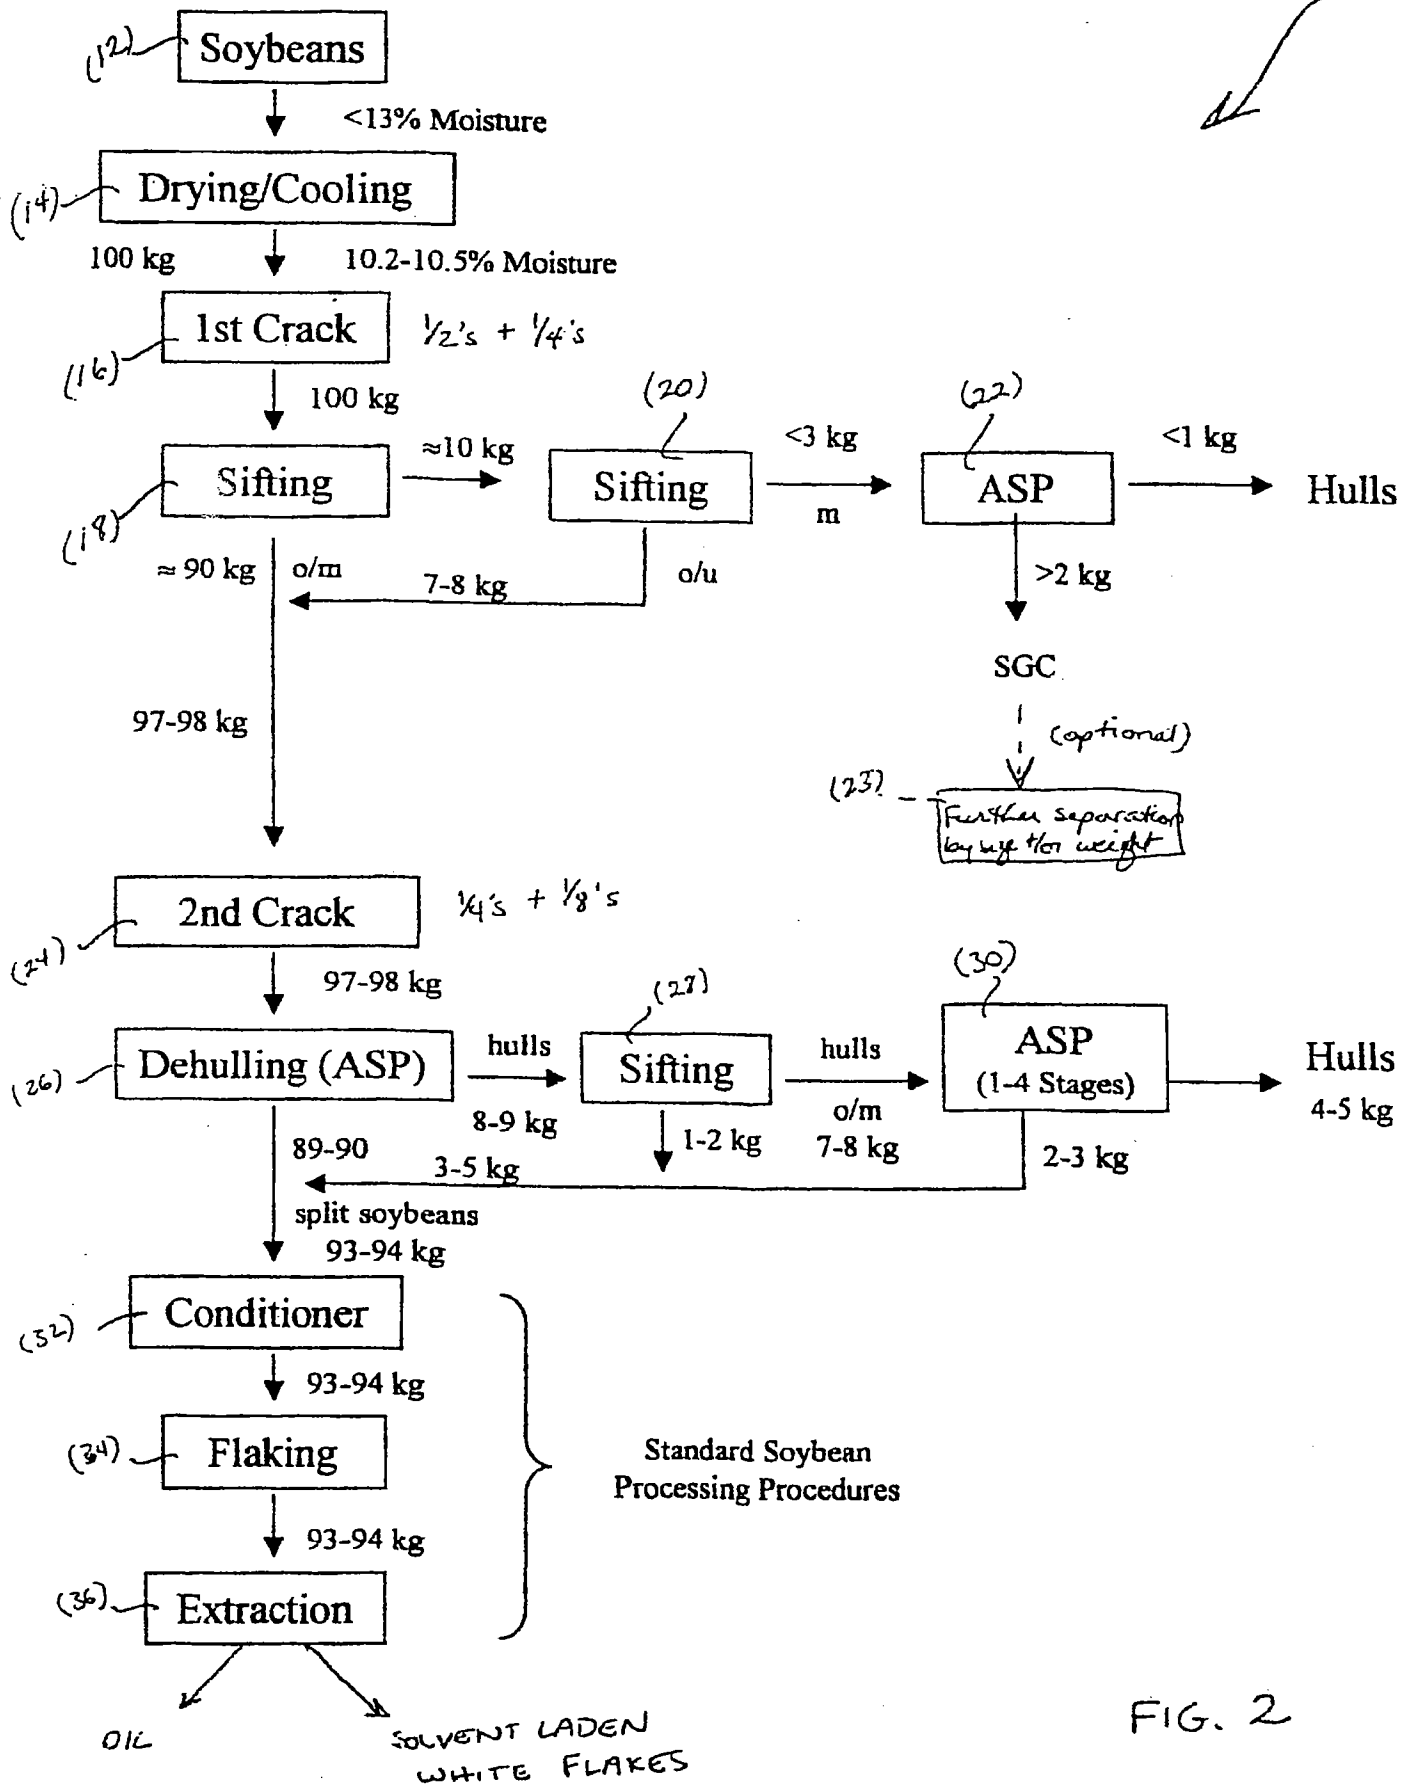 (12)
Soybeans
<13% Moisture
(14)
Drying/Cooling
100 kg
10.2-10.5% Moisture
(16)
1st Crack
1/2's + 1/4's
100 kg
(18)
Sifting
≈10 kg
(20)
Sifting
<3 kg
m
(22)
ASP
<1 kg
Hulls
≈ 90 kg
o/m
7-8 kg
o/u
>2 kg
SGC
(optional)
(23)
Further separation
by size +/or weight
97-98 kg
(24)
2nd Crack
1/4's + 1/8's
97-98 kg
(26)
Dehulling (ASP)
hulls
8-9 kg
(28)
Sifting
hulls
o/m
7-8 kg
(30)
ASP
(1-4 Stages)
Hulls
4-5 kg
89-90
3-5 kg
1-2 kg
2-3 kg
split soybeans
93-94 kg
(32)
Conditioner
93-94 kg
(34)
Flaking
93-94 kg
(36)
Extraction
Standard Soybean
Processing Procedures
OIL
SOLVENT LADEN
WHITE FLAKES
FIG. 2